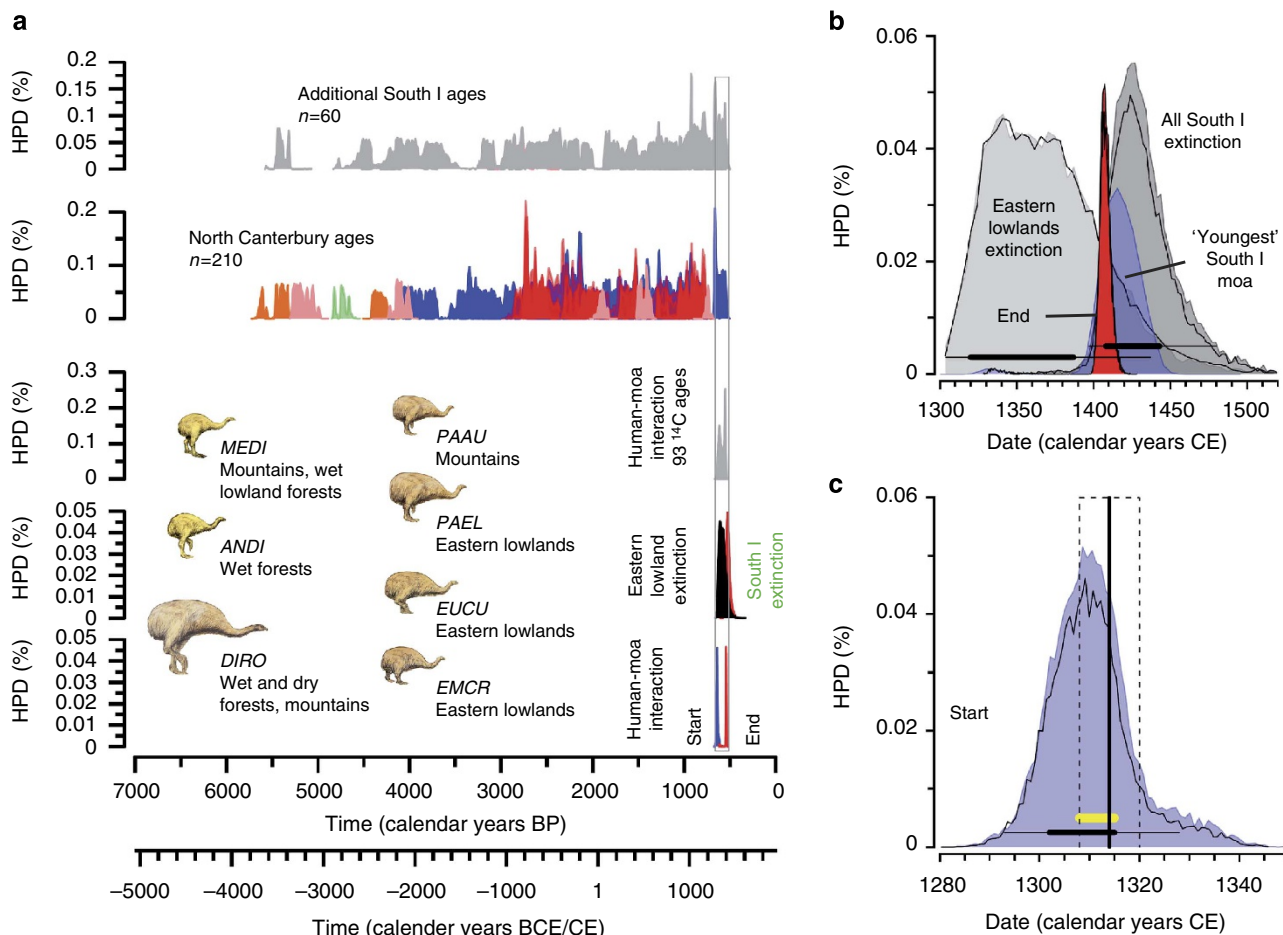 a
HPD (%)
0.2
0.15
0.1
0.05
0
Additional South I ages
n=60
HPD (%)
0.2
0.1
0
North Canterbury ages
n=210
HPD (%)
0.3
0.2
0.1
0
MEDI
Mountains, wet
lowland forests
PAAU
Mountains
Human-moa
interaction
93 14C ages
HPD (%)
0.05
0.04
0.03
0.02
0.01
0
ANDI
Wet forests
PAEL
Eastern lowlands
Eastern
lowland
extinction
South I
extinction
HPD (%)
0.05
0.04
0.03
0.02
0.01
0
DIRO
Wet and dry
forests, mountains
EUCU
Eastern lowlands
EMCR
Eastern lowlands
Human-moa
interaction
Start
End
7000 6000 5000 4000 3000 2000 1000 0
Time (calendar years BP)
–5000 –4000 –3000 –2000 –1000 1 1000
Time (calender years BCE/CE)
b
HPD (%)
0.06
0.04
0.02
0
All South I
extinction
Eastern
lowlands
extinction
'Youngest'
South I
moa
End
1300 1350 1400 1450 1500
Date (calendar years CE)
c
HPD (%)
0.06
0.04
0.02
0
Start
1280 1300 1320 1340
Date (calendar years CE)